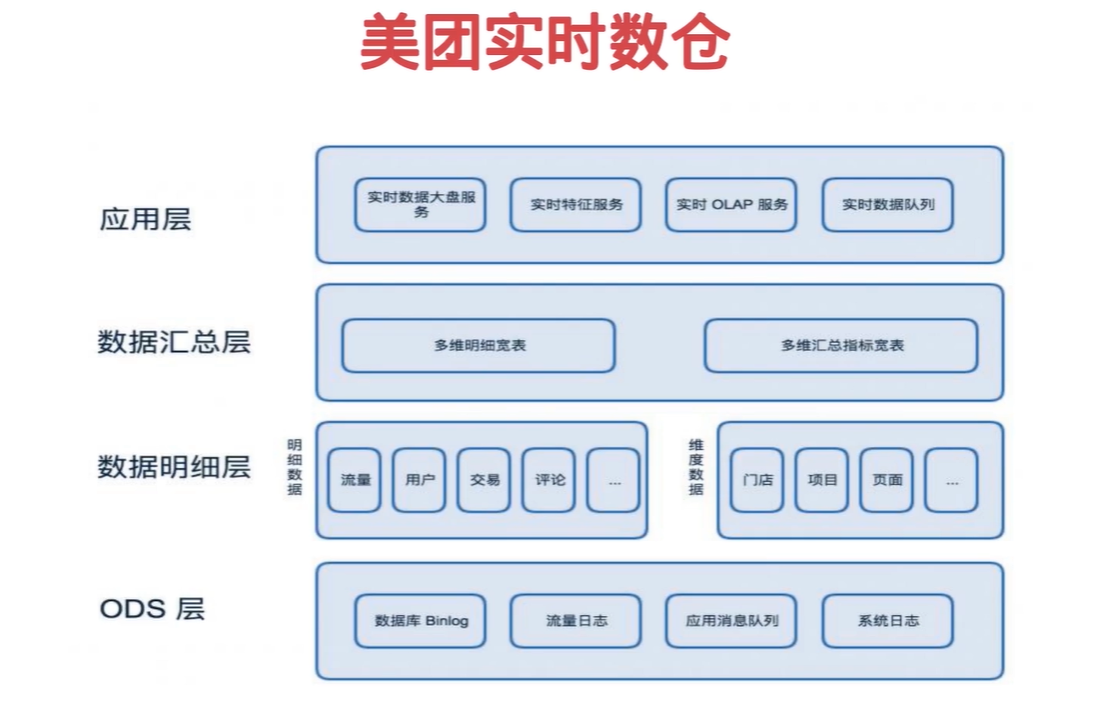 美团实时数仓
应用层
实时数据大盘服
务
实时特征服务
实时 OLAP 服务
实时数据队列
数据汇总层
多维明细宽表
多维汇总指标宽表
数据明细层
明细数据
流量
用户
交易
评论
...
维度数据
门店
项目
页面
...
ODS 层
数据库 Binlog
流量日志
应用消息队列
系统日志